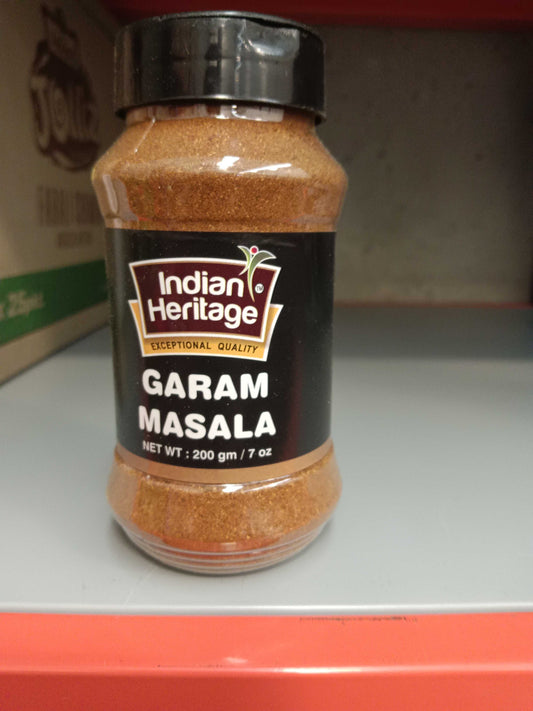 Indian
Heritage
EXCEPTIONAL QUALITY
GARAM
MASALA
NET WT : 200 gm / 7 oz